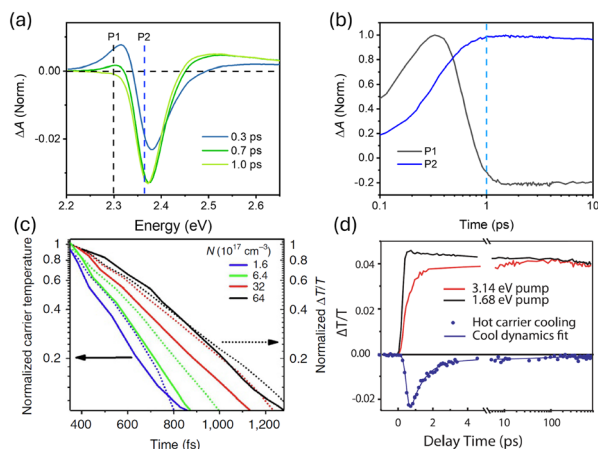 (a)
P1 P2
0.00
-0.02
ΔA (Norm.)
0.3 ps
0.7 ps
1.0 ps
2.2 2.3 2.4 2.5 2.6
Energy (eV)
(b)
1.0
0.8
0.6
0.4
0.2
0.0
-0.2
ΔA (Norm.)
P1
P2
0.1 1 10
Time (ps)
(c)
1
0.8
0.6
0.4
0.2
Normalized carrier temperature
N (10¹⁷ cm⁻³)
1.6
6.4
32
64
1
0.8
0.6
0.4
0.2
Normalized ΔT/T
400 600 800 1,000 1,200
Time (fs)
(d)
0.04
0.02
0.00
-0.02
ΔT/T
3.14 eV pump
1.68 eV pump
Hot carrier cooling
Cool dynamics fit
0 2 4 10 100
Delay Time (ps)